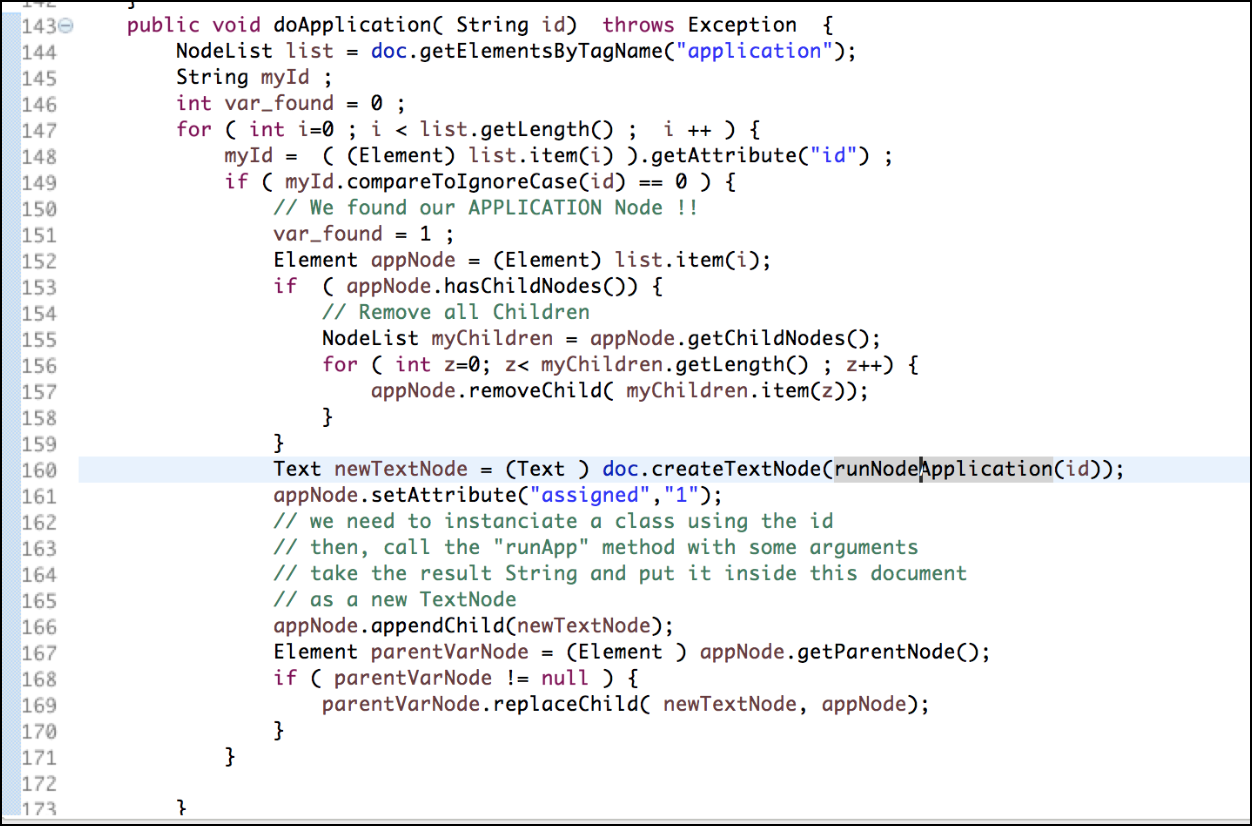 142 }
143 public void doApplication( String id)  throws Exception  {
144 NodeList list = doc.getElementsByTagName("application");
145 String myId ;
146 int var_found = 0 ;
147 for ( int i=0 ; i < list.getLength() ;  i ++ ) {
148 myId =  ( (Element) list.item(i) ).getAttribute("id") ;
149 if ( myId.compareToIgnoreCase(id) == 0 ) {
150 // We found our APPLICATION Node !!
151 var_found = 1 ;
152 Element appNode = (Element) list.item(i);
153 if  ( appNode.hasChildNodes()) {
154 // Remove all Children
155 NodeList myChildren = appNode.getChildNodes();
156 for ( int z=0; z< myChildren.getLength() ; z++) {
157 appNode.removeChild( myChildren.item(z));
158 }
159 }
160 Text newTextNode = (Text ) doc.createTextNode(runNodeApplication(id));
161 appNode.setAttribute("assigned","1");
162 // we need to instanciate a class using the id
163 // then, call the "runApp" method with some arguments
164 // take the result String and put it inside this document
165 // as a new TextNode
166 appNode.appendChild(newTextNode);
167 Element parentVarNode = (Element ) appNode.getParentNode();
168 if ( parentVarNode != null ) {
169 parentVarNode.replaceChild( newTextNode, appNode);
170 }
171 }
172
173 }